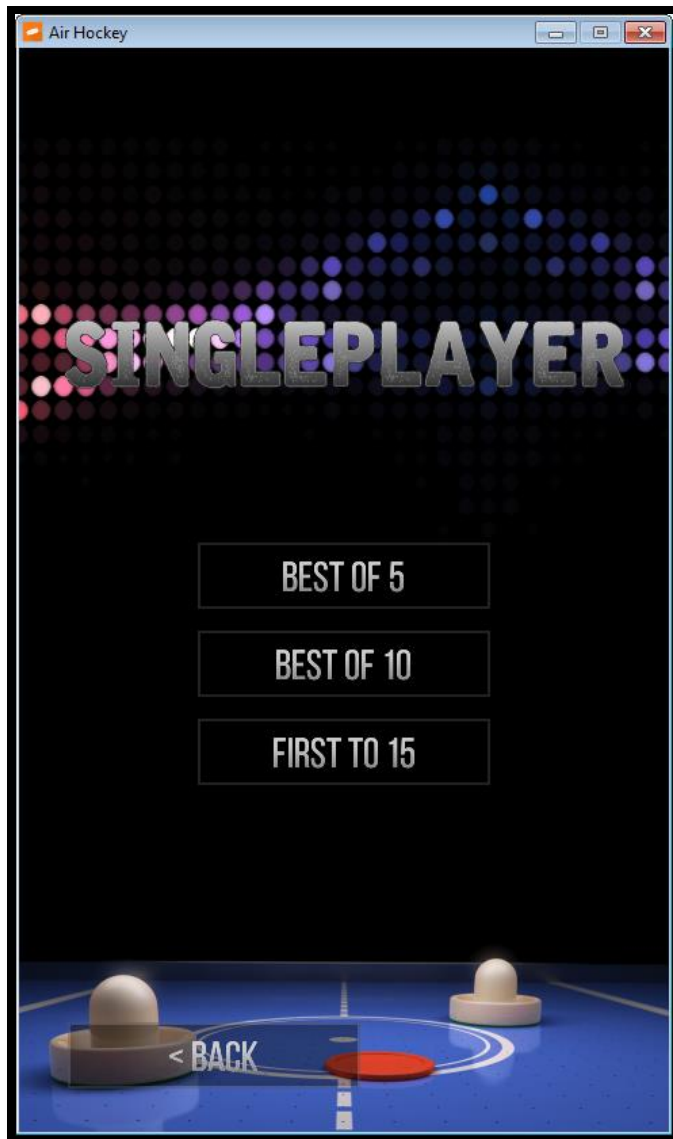 Air Hockey
SINGLEPLAYER
BEST OF 5
BEST OF 10
FIRST TO 15
< BACK